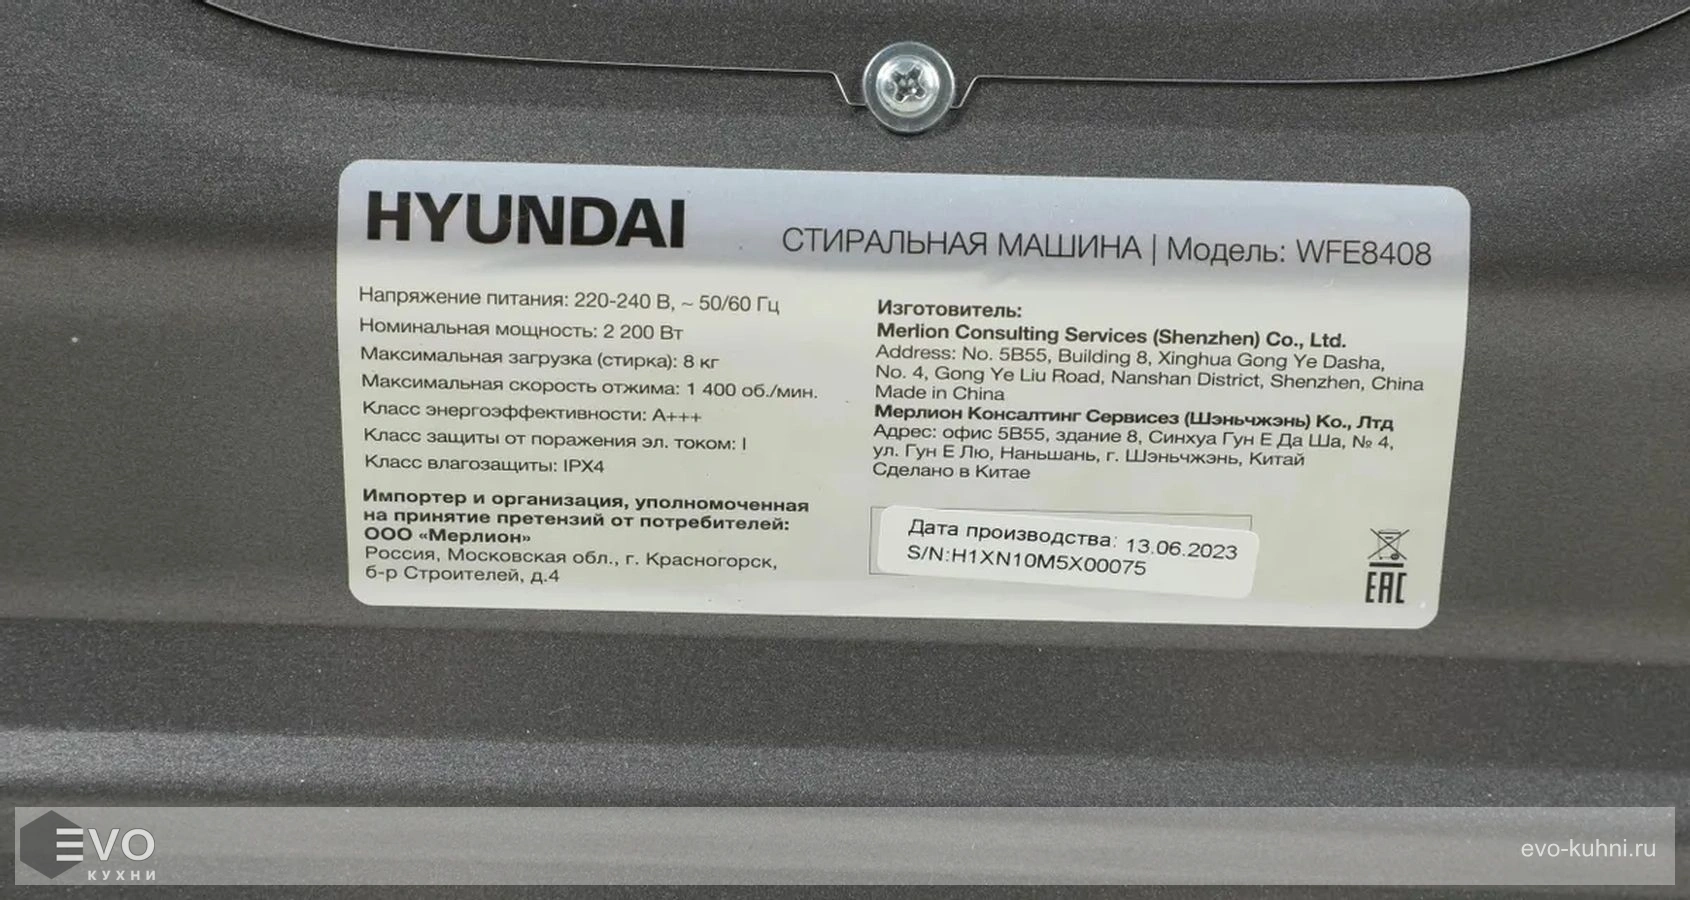 HYUNDAI
СТИРАЛЬНАЯ МАШИНА | Модель: WFE8408
Напряжение питания: 220-240 В, ~ 50/60 Гц
Номинальная мощность: 2 200 Вт
Максимальная загрузка (стирка): 8 кг
Максимальная скорость отжима: 1 400 об./мин.
Класс энергоэффективности: A+++
Класс защиты от поражения эл. током: I
Класс влагозащиты: IPX4
Импортер и организация, уполномоченная
на принятие претензий от потребителей:
ООО «Мерлион»
Россия, Московская обл., г. Красногорск,
б-р Строителей, д.4
Изготовитель:
Merlion Consulting Services (Shenzhen) Co., Ltd.
Address: No. 5B55, Building 8, Xinghua Gong Ye Dasha,
No. 4, Gong Ye Liu Road, Nanshan District, Shenzhen, China
Made in China
Мерлион Консалтинг Сервисез (Шэньчжэнь) Ко., Лтд
Адрес: офис 5В55, здание 8, Синхуа Гун Е Да Ша, № 4,
ул. Гун Е Лю, Наньшань, г. Шэньчжэнь, Китай
Сделано в Китае
Дата производства: 13.06.2023
S/N:H1XN10M5X00075
EAC
EVO
КУХНИ
evo-kuhni.ru